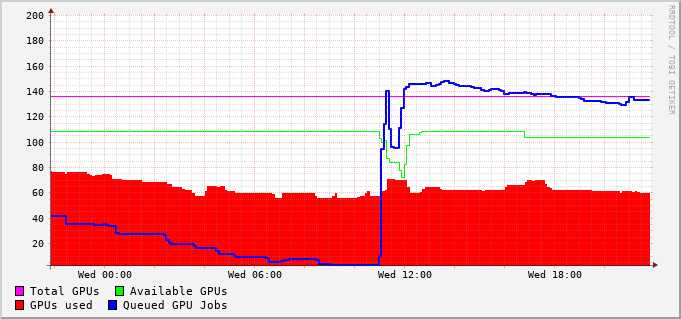 200
180
160
140
120
100
80
60
40
20
Wed 00:00 Wed 06:00 Wed 12:00 Wed 18:00
Total GPUs Available GPUs
GPUs used Queued GPU Jobs
RRDTOOL / TOBI OETIKER